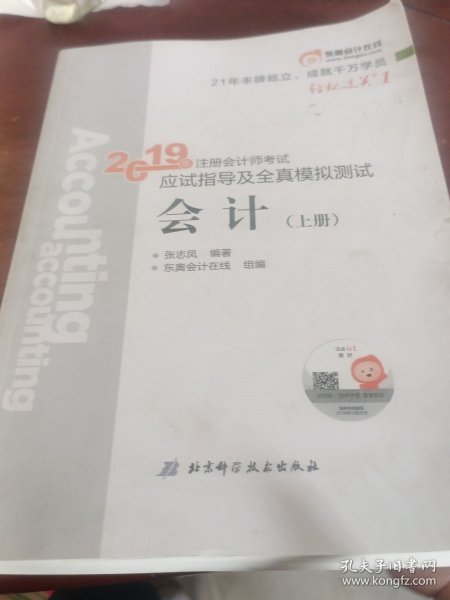 东奥会计在线
www.dongao.com
21年丰碑屹立,成就千万学员
轻松过关®1
2019年注册会计师考试
应试指导及全真模拟测试
会计(上册)
张志凤 编著
东奥会计在线 组编
Accounting
accounting
会计
北京科学技术出版社
孔夫子旧书网
www.kongfz.com